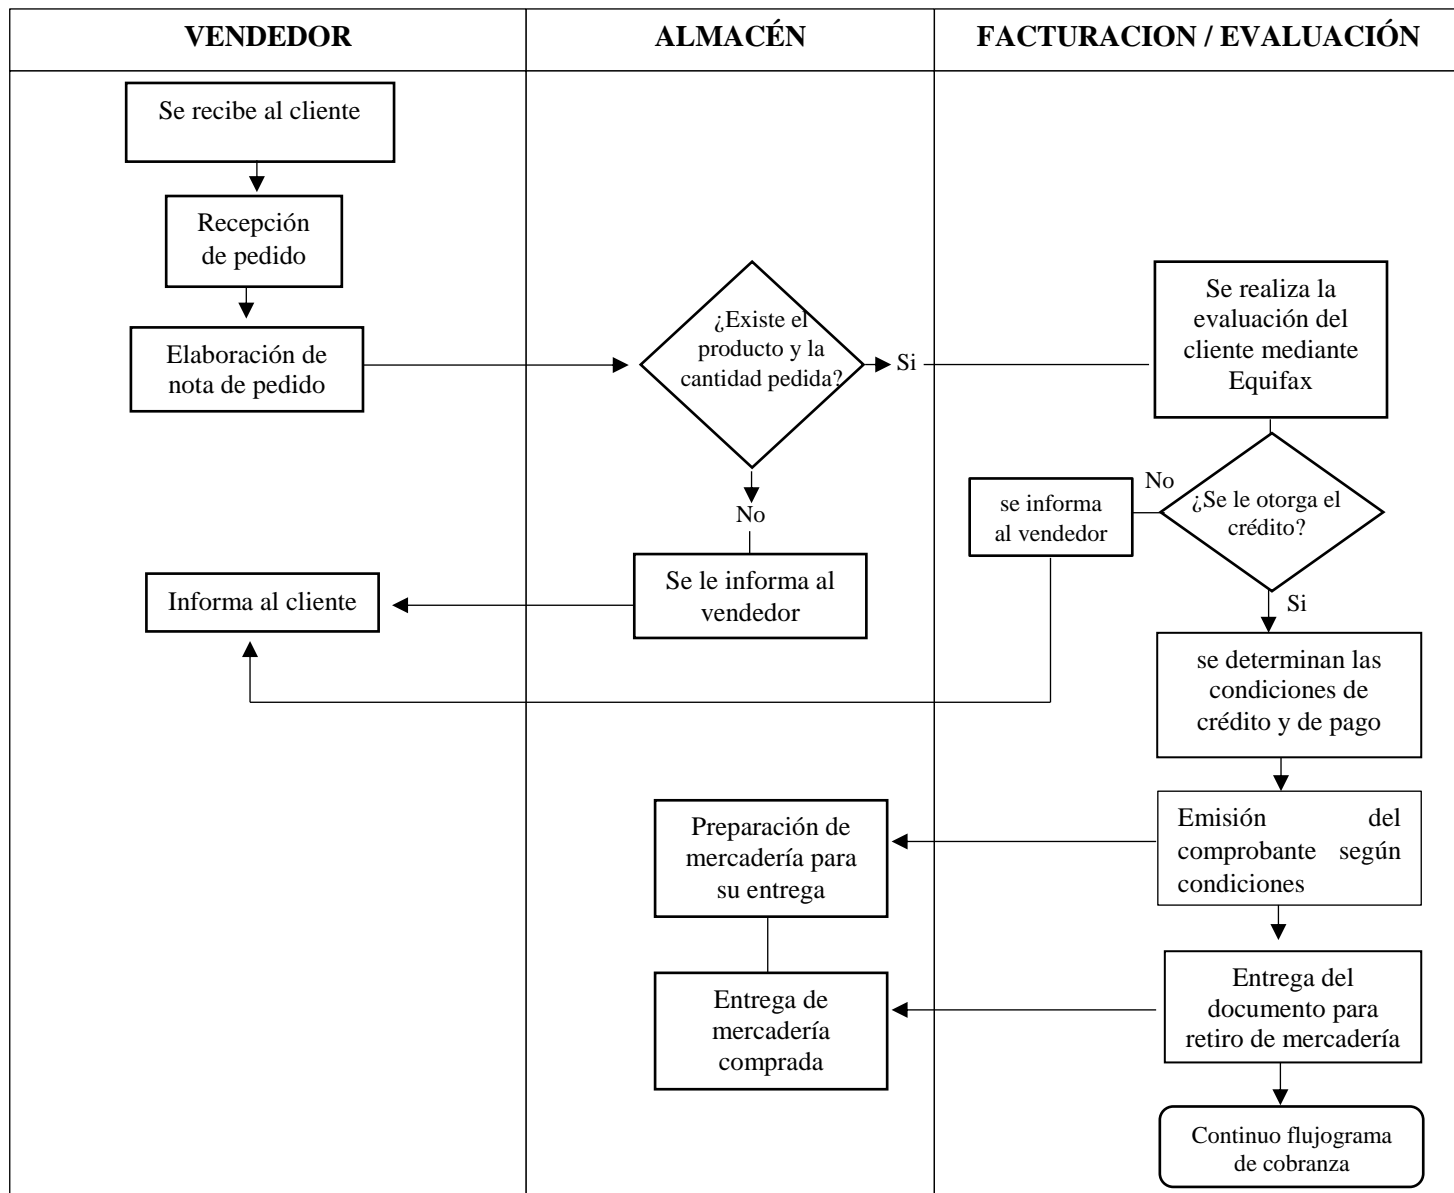 VENDEDOR
ALMACÉN
FACTURACION / EVALUACIÓN
Se recibe al cliente
Recepción
de pedido
Elaboración de
nota de pedido
¿Existe el
producto y la
cantidad pedida?
Si
Se realiza la
evaluación del
cliente mediante
Equifax
No
Se le informa al
vendedor
Informa al cliente
¿Se le otorga el
crédito?
No
se informa
al vendedor
Si
se determinan las
condiciones de
crédito y de pago
Emisión del
comprobante según
condiciones
Preparación de
mercadería para
su entrega
Entrega del
documento para
retiro de mercadería
Entrega de
mercadería
comprada
Continuo flujograma
de cobranza